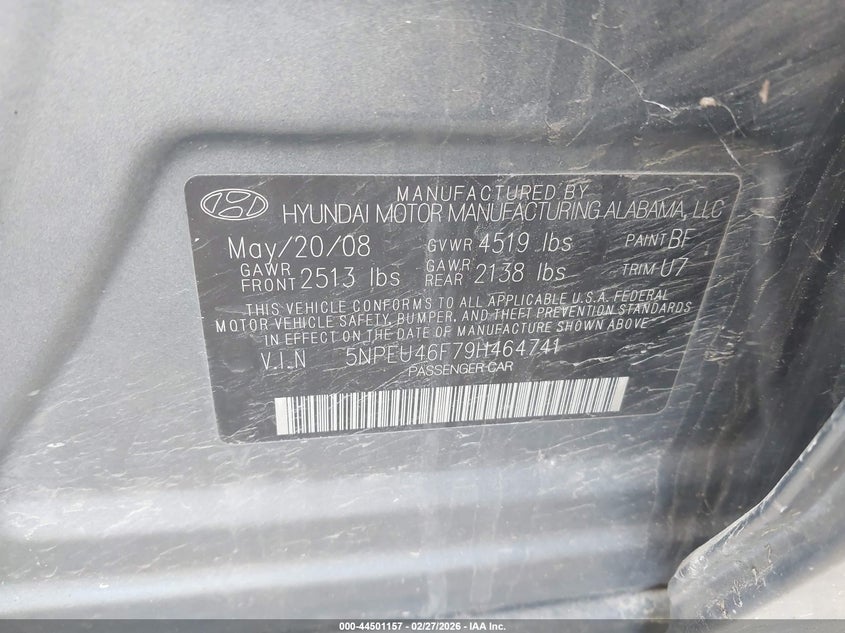 MANUFACTURED BY
HYUNDAI MOTOR MANUFACTURING ALABAMA, LLC
May/20/08 GVWR 4519 lbs PAINT BF
GAWR FRONT 2513 lbs GAWR REAR 2138 lbs TRIM U7
THIS VEHICLE CONFORMS TO ALL APPLICABLE U.S.A. FEDERAL
MOTOR VEHICLE SAFETY, BUMPER, AND THEFT PREVENTION STANDARDS
IN EFFECT ON THE DATE OF MANUFACTURE SHOWN ABOVE
V.I.N 5NPEU46F79H464741
PASSENGER CAR
000-44501157 - 02/27/2026 - IAA Inc.